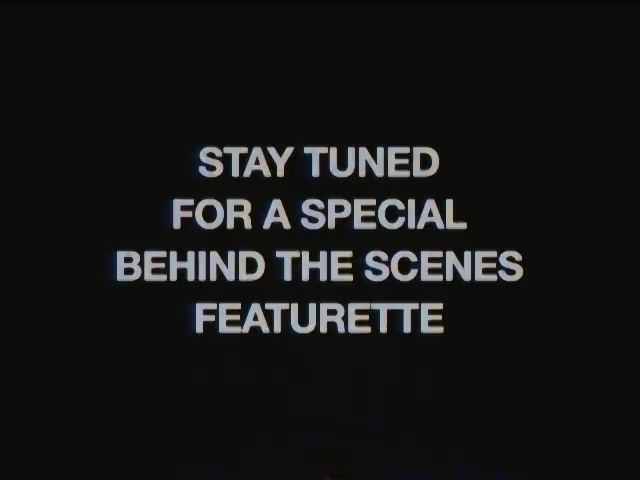 STAY TUNED
FOR A SPECIAL
BEHIND THE SCENES
FEATURETTE